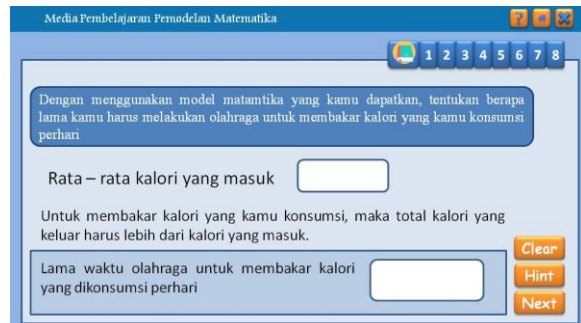 Media Pembelajaran Pemodelan Matematika
?
1 2 3 4 5 6 7 8
Dengan menggunakan model matamtika yang kamu dapatkan, tentukan berapa
lama kamu harus melakukan olahraga untuk membakar kalori yang kamu konsumsi
perhari
Rata – rata kalori yang masuk
Untuk membakar kalori yang kamu konsumsi, maka total kalori yang
keluar harus lebih dari kalori yang masuk.
Clear
Lama waktu olahraga untuk membakar kalori
yang dikonsumsi perhari
Hint
Next